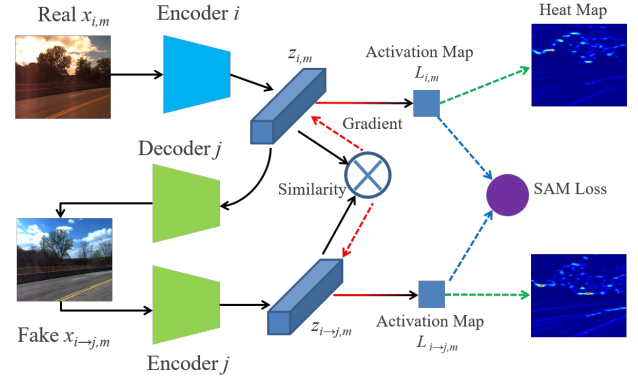 Real x_{i,m}
Encoder i
z_{i,m}
Activation Map
L_{i,m}
Heat Map
Gradient
Decoder j
Similarity
SAM Loss
Fake x_{i→j,m}
Encoder j
z_{i→j,m}
Activation Map
L_{i→j,m}